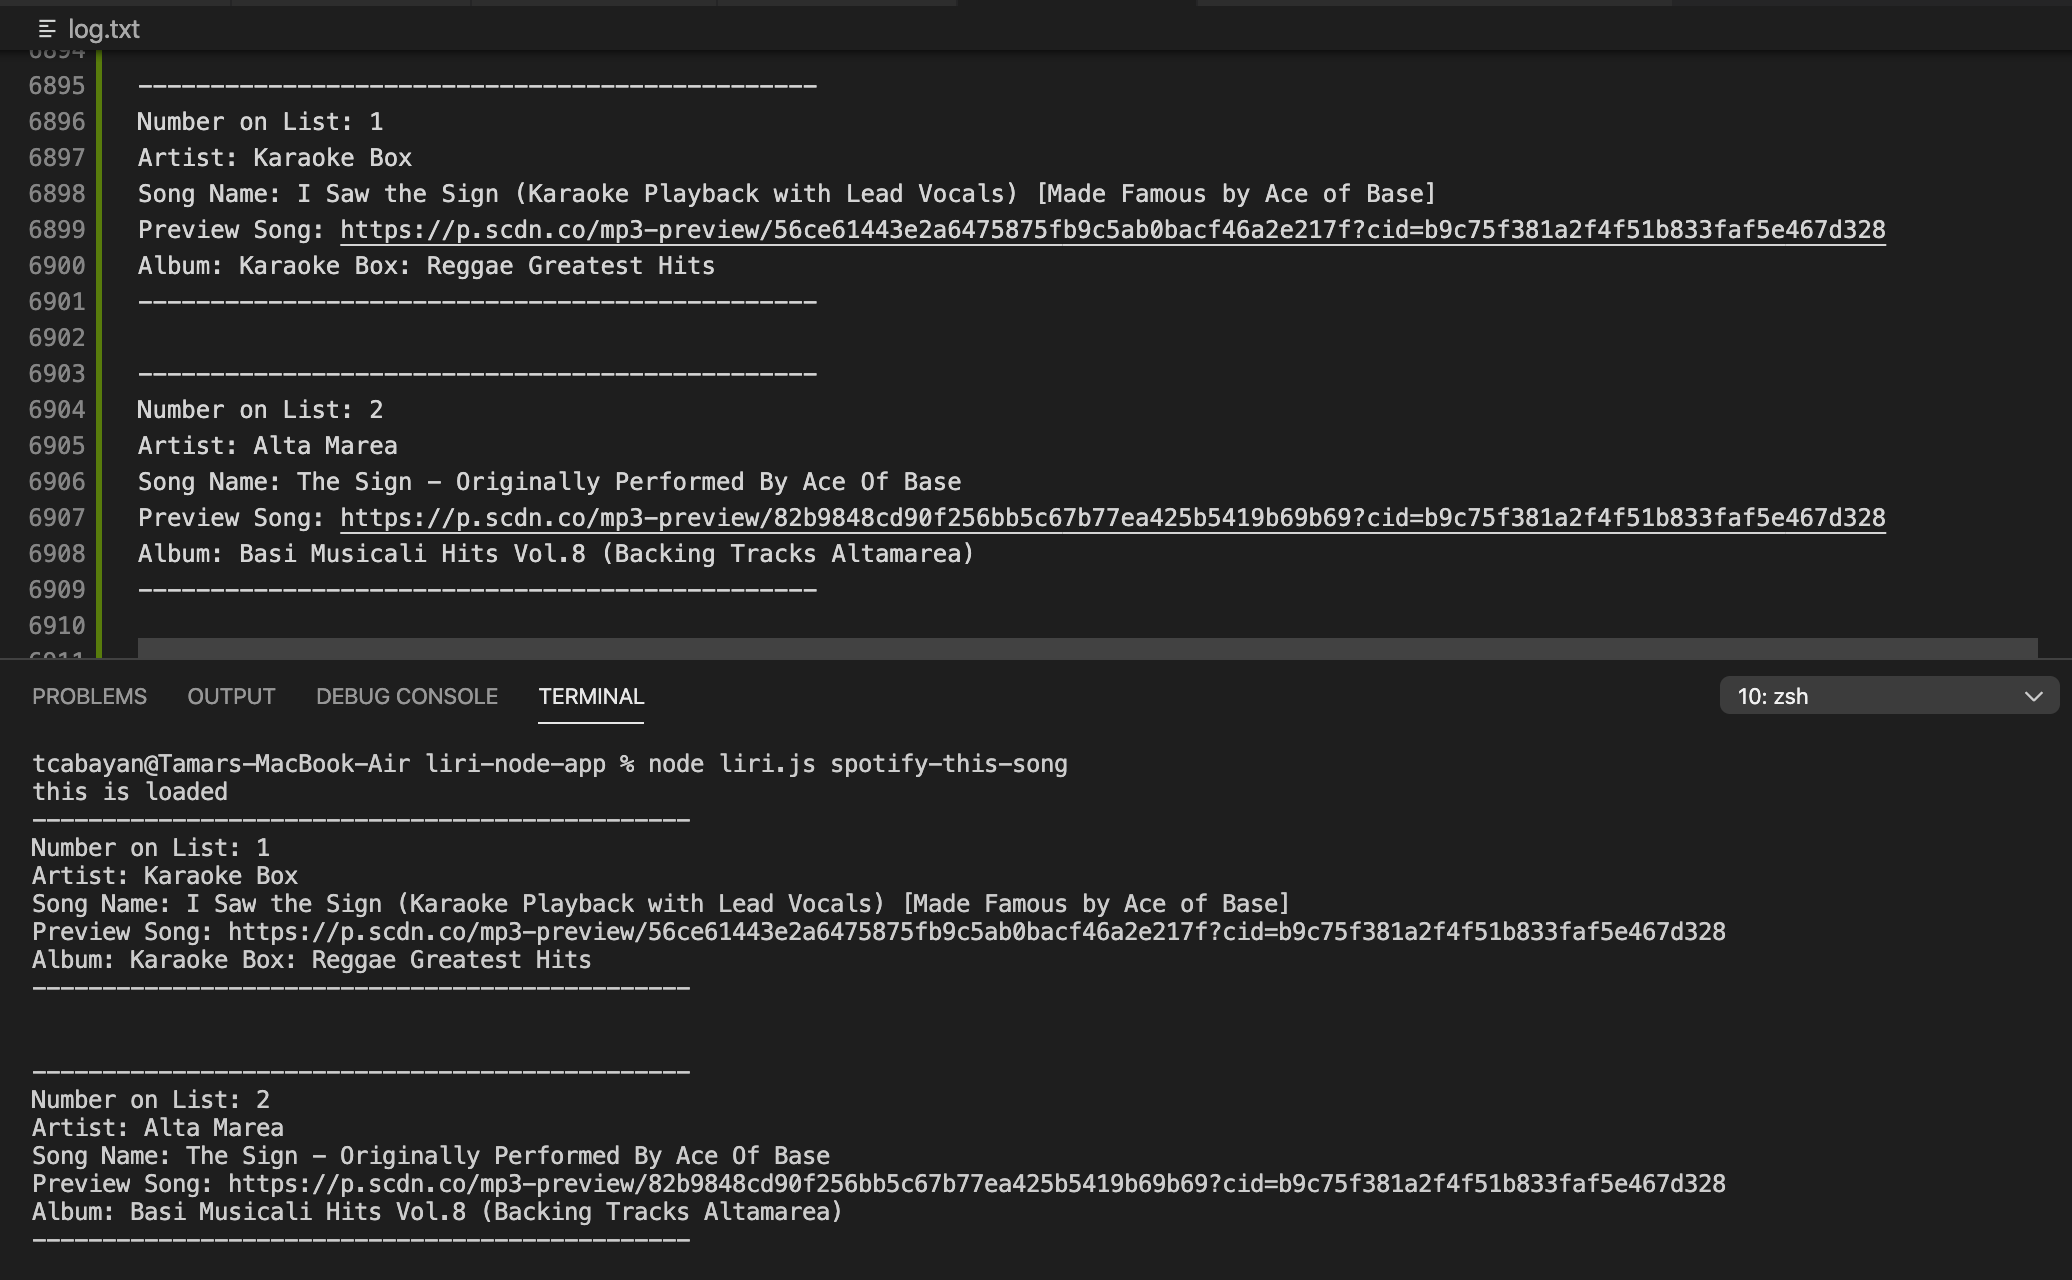 log.txt
6894
6895 -----------------------------------------------
6896 Number on List: 1
6897 Artist: Karaoke Box
6898 Song Name: I Saw the Sign (Karaoke Playback with Lead Vocals) [Made Famous by Ace of Base]
6899 Preview Song: https://p.scdn.co/mp3-preview/56ce61443e2a6475875fb9c5ab0bacf46a2e217f?cid=b9c75f381a2f4f51b833faf5e467d328
6900 Album: Karaoke Box: Reggae Greatest Hits
6901 -----------------------------------------------
6902
6903 -----------------------------------------------
6904 Number on List: 2
6905 Artist: Alta Marea
6906 Song Name: The Sign - Originally Performed By Ace Of Base
6907 Preview Song: https://p.scdn.co/mp3-preview/82b9848cd90f256bb5c67b77ea425b5419b69b69?cid=b9c75f381a2f4f51b833faf5e467d328
6908 Album: Basi Musicali Hits Vol.8 (Backing Tracks Altamarea)
6909 -----------------------------------------------
6910
6911
PROBLEMS OUTPUT DEBUG CONSOLE TERMINAL 10: zsh
tcabayan@Tamars-MacBook-Air liri-node-app % node liri.js spotify-this-song
this is loaded
-----------------------------------------------
Number on List: 1
Artist: Karaoke Box
Song Name: I Saw the Sign (Karaoke Playback with Lead Vocals) [Made Famous by Ace of Base]
Preview Song: https://p.scdn.co/mp3-preview/56ce61443e2a6475875fb9c5ab0bacf46a2e217f?cid=b9c75f381a2f4f51b833faf5e467d328
Album: Karaoke Box: Reggae Greatest Hits
-----------------------------------------------
-----------------------------------------------
Number on List: 2
Artist: Alta Marea
Song Name: The Sign - Originally Performed By Ace Of Base
Preview Song: https://p.scdn.co/mp3-preview/82b9848cd90f256bb5c67b77ea425b5419b69b69?cid=b9c75f381a2f4f51b833faf5e467d328
Album: Basi Musicali Hits Vol.8 (Backing Tracks Altamarea)
-----------------------------------------------